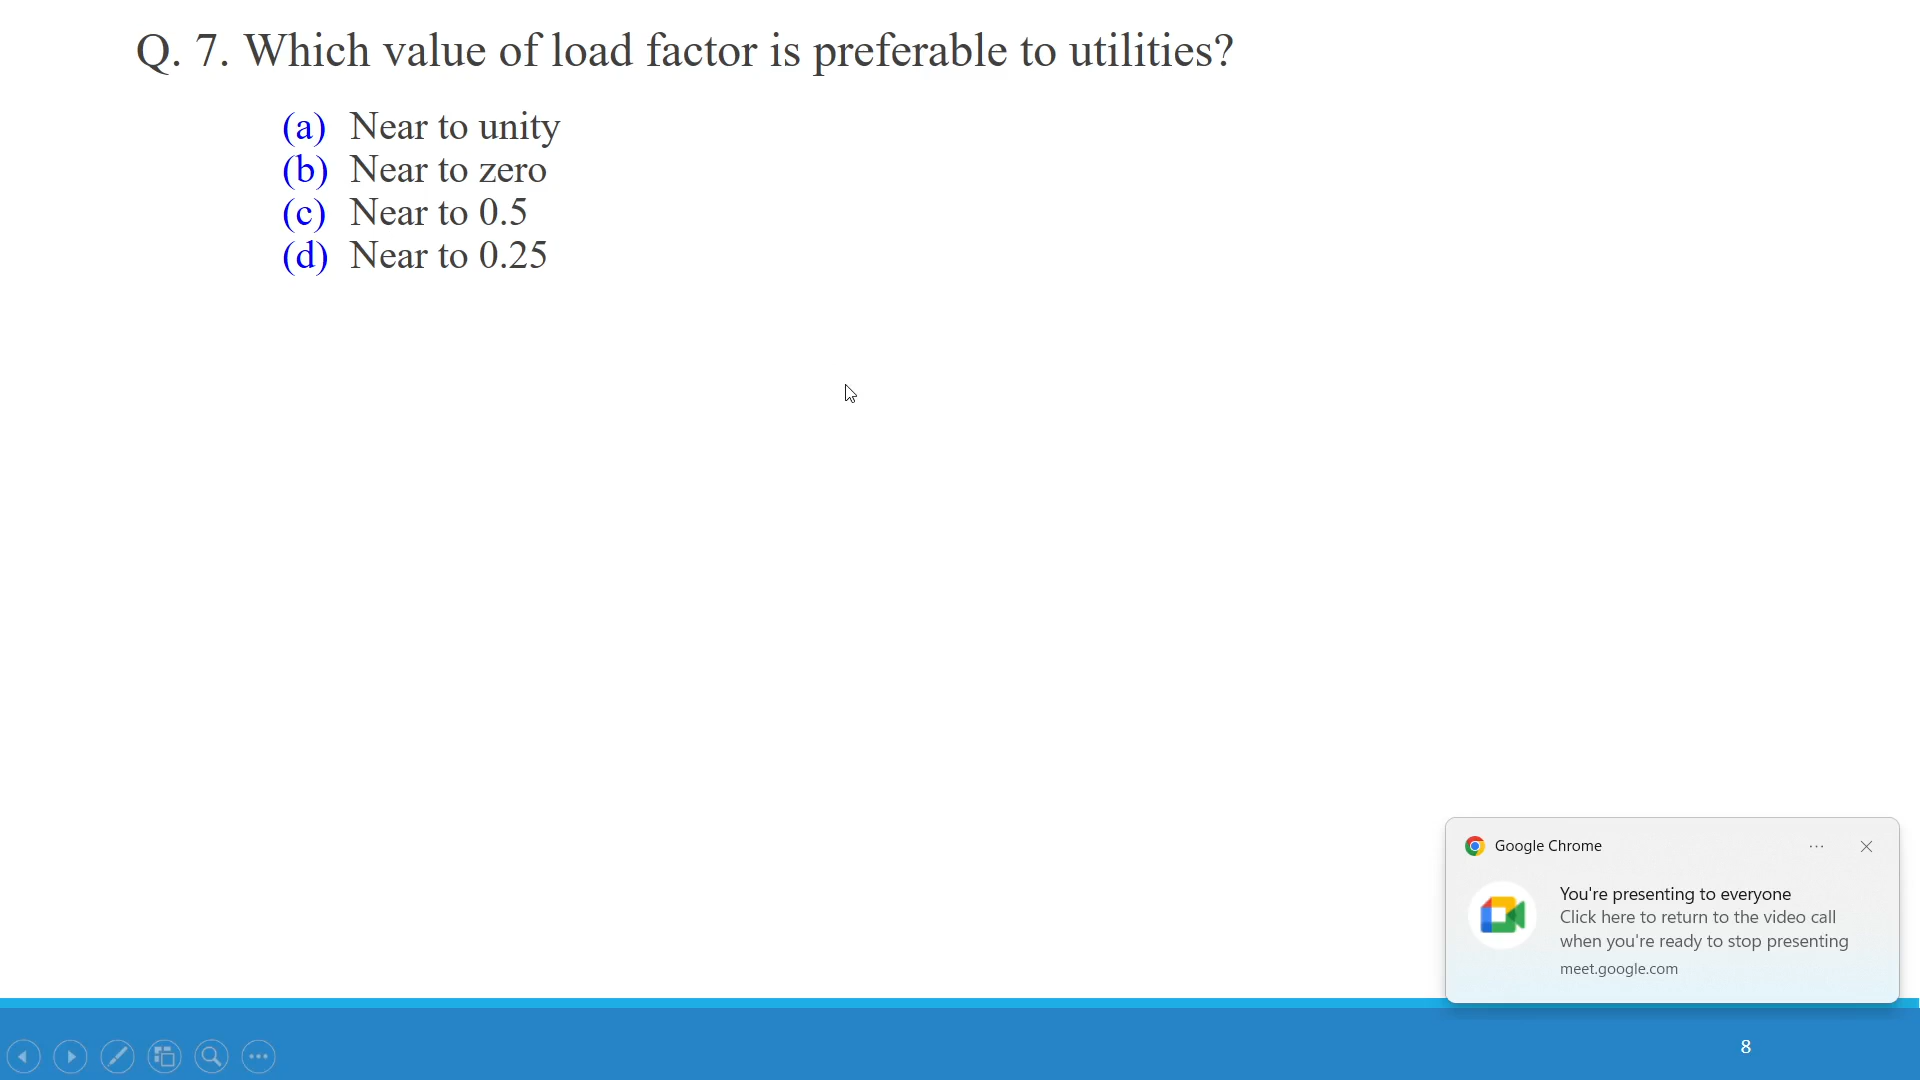 Q. 7. Which value of load factor is preferable to utilities?
(a) Near to unity
(b) Near to zero
(c) Near to 0.5
(d) Near to 0.25
Google Chrome
You're presenting to everyone
Click here to return to the video call
when you're ready to stop presenting
meet.google.com
8